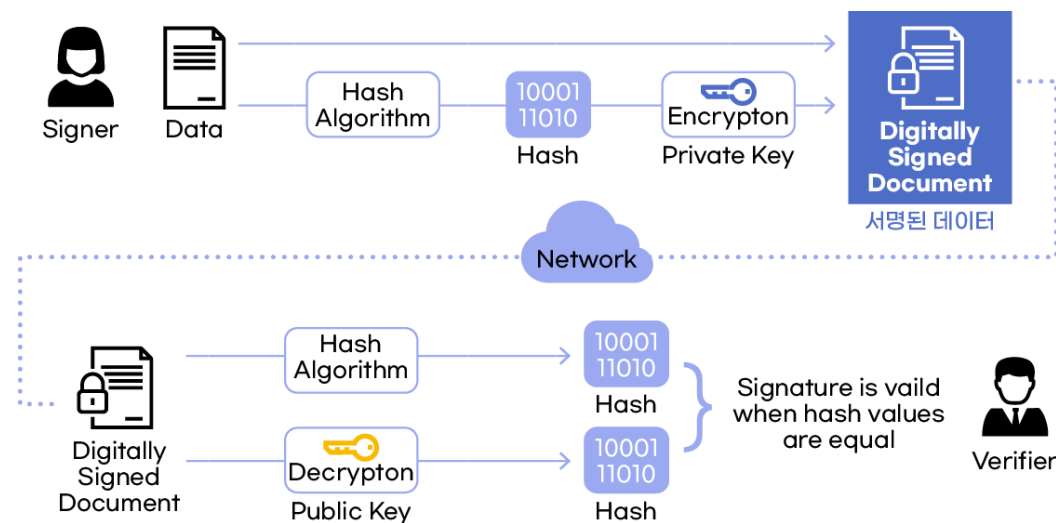 Signer
Data
Hash
Algorithm
10001
11010
Hash
Encrypton
Private Key
Digitally
Signed
Document
서명된 데이터
Network
Digitally
Signed
Document
Hash
Algorithm
10001
11010
Hash
Decrypton
Public Key
10001
11010
Hash
Signature is vaild
when hash values
are equal
Verifier